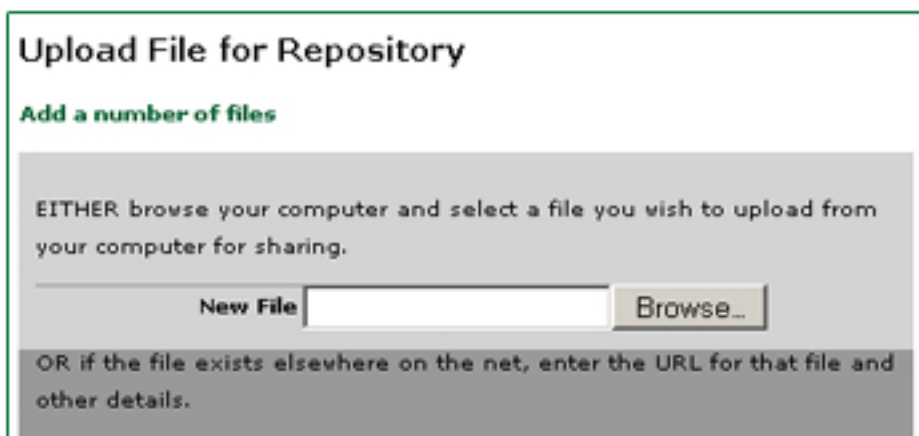 Upload File for Repository
Add a number of files
EITHER browse your computer and select a file you wish to upload from
your computer for sharing.
New File Browse...
OR if the file exists elsewhere on the net, enter the URL for that file and
other details.